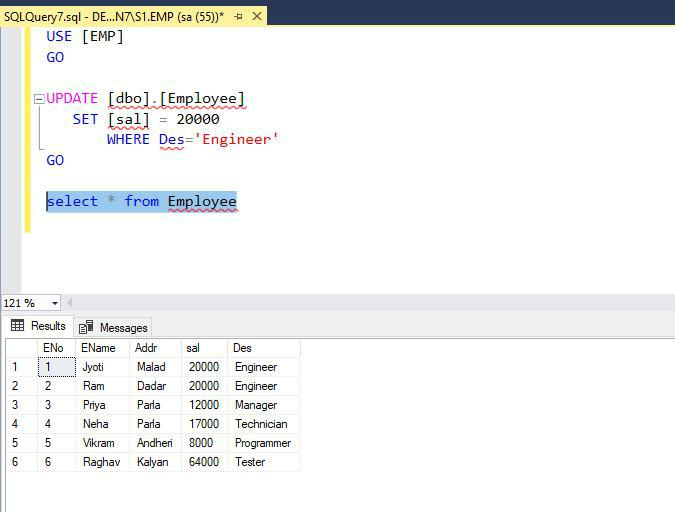 SQLQuery7.sql - DE...N7\S1.EMP (sa (55))*
USE [EMP]
GO
UPDATE [dbo].[Employee]
SET [sal] = 20000
WHERE Des='Engineer'
GO
select * from Employee
121 %
Results Messages
ENo EName Addr sal Des
1 1 Jyoti Malad 20000 Engineer
2 2 Ram Dadar 20000 Engineer
3 3 Priya Parla 12000 Manager
4 4 Neha Parla 17000 Technician
5 5 Vikram Andheri 8000 Programmer
6 6 Raghav Kalyan 64000 Tester